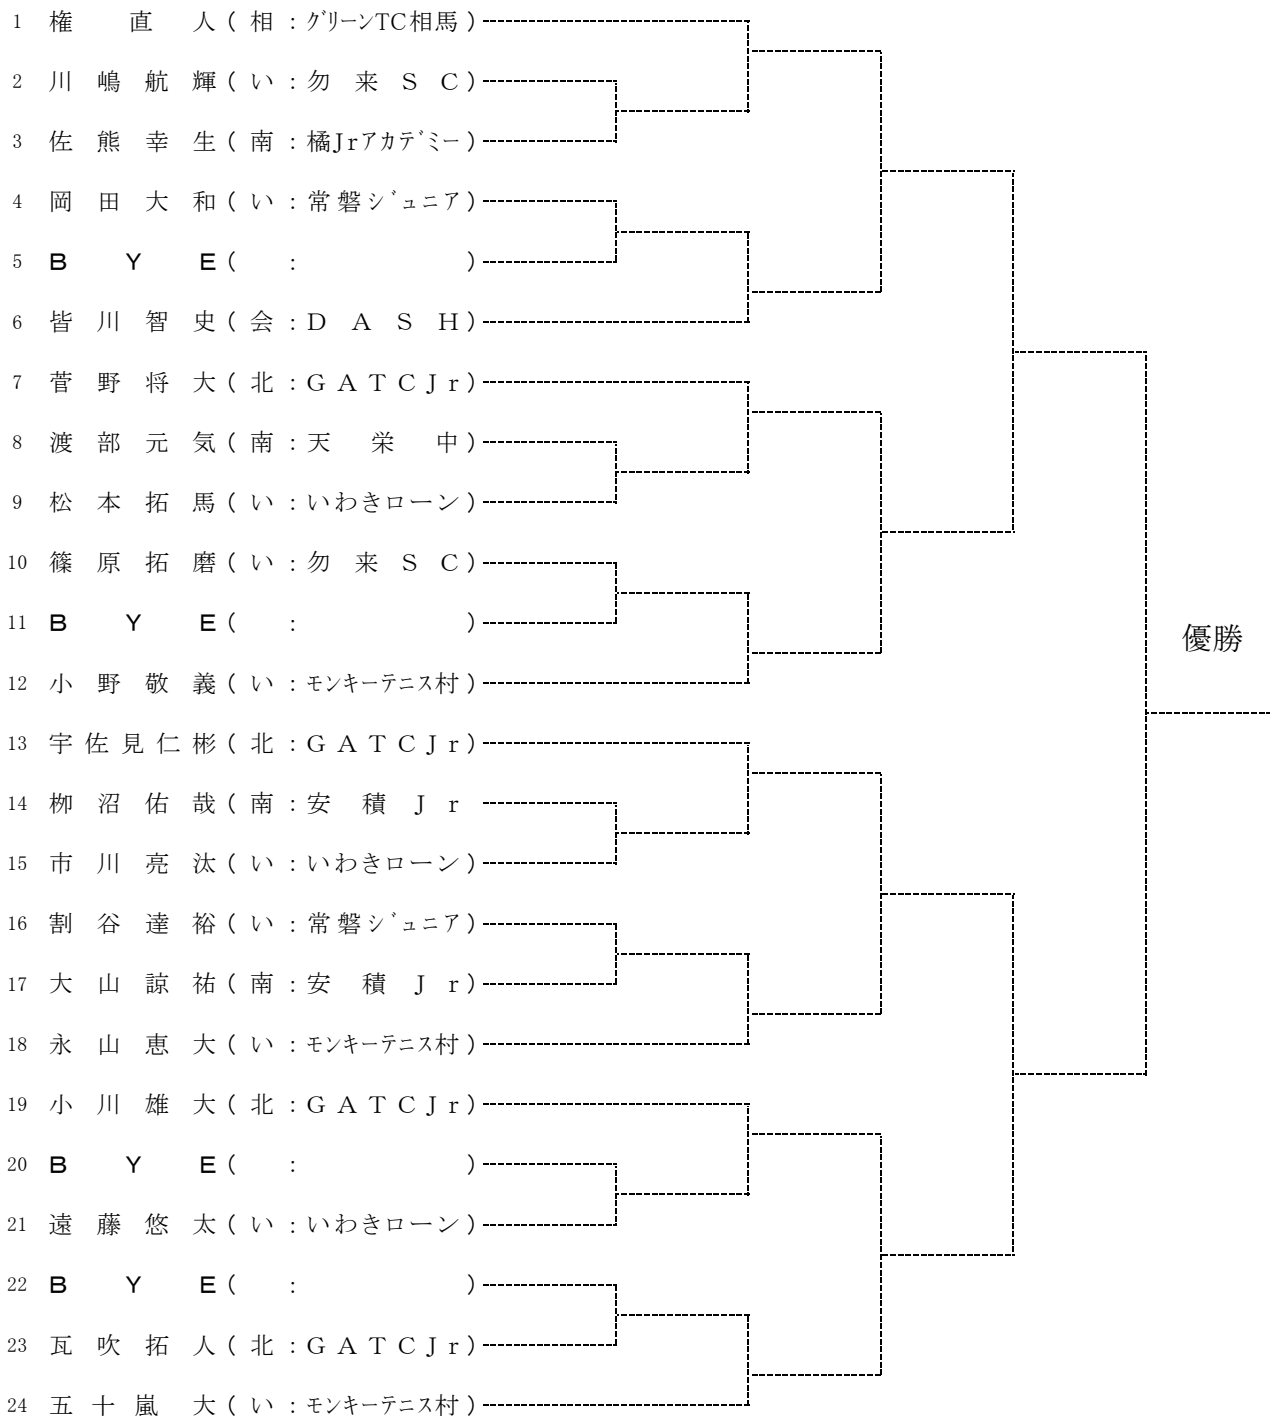 1 権直人(相:グリーンTC相馬)
2 川嶋航輝(い:勿来SC)
3 佐熊幸生(南:橘Jrアカデミー)
4 岡田大和(い:常磐ジュニア)
5 BYE( : )
6 皆川智史(会:DASH)
7 菅野将大(北:GATCJr)
8 渡部元気(南:天栄中)
9 松本拓馬(い:いわきローン)
10 篠原拓磨(い:勿来SC)
11 BYE( : )
優勝
12 小野敬義(い:モンキーテニス村)
13 宇佐見仁彬(北:GATCJr)
14 栁沼佑哉(南:安積Jr
15 市川亮汰(い:いわきローン)
16 割谷達裕(い:常磐ジュニア)
17 大山諒祐(南:安積Jr)
18 永山恵大(い:モンキーテニス村)
19 小川雄大(北:GATCJr)
20 BYE( : )
21 遠藤悠太(い:いわきローン)
22 BYE( : )
23 瓦吹拓人(北:GATCJr)
24 五十嵐大(い:モンキーテニス村)